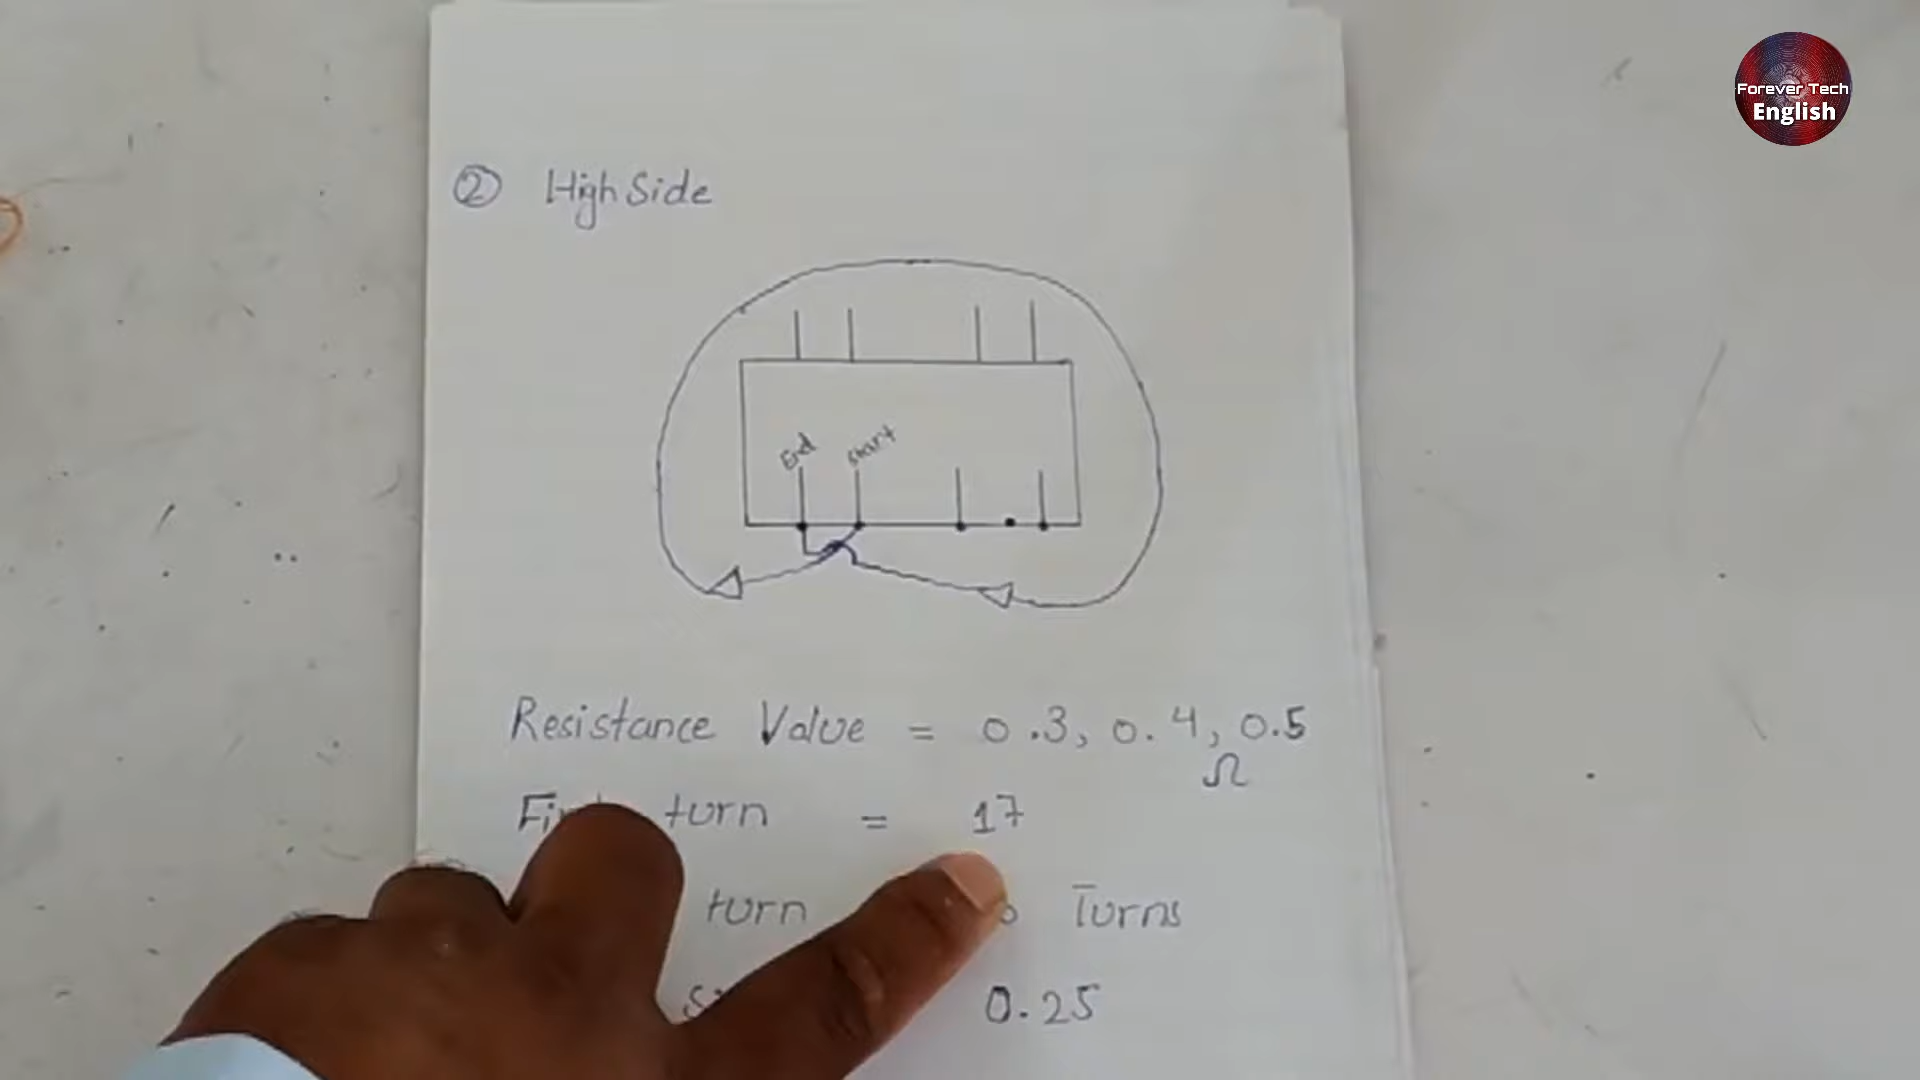 Forever Tech
English
② High Side
End Start
Resistance Value = 0.3, 0.4, 0.5
Ω
turn = 17
turn Turns
0.25